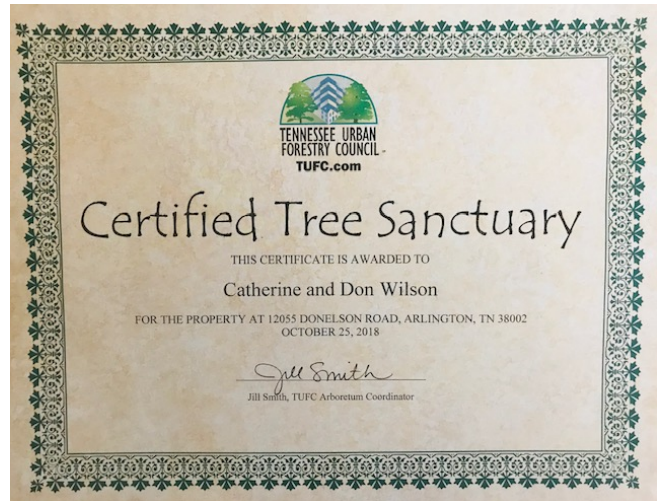 TENNESSEE URBAN
FORESTRY COUNCIL
TUFC.com
Certified Tree Sanctuary
THIS CERTIFICATE IS AWARDED TO
Catherine and Don Wilson
FOR THE PROPERTY AT 12055 DONELSON ROAD, ARLINGTON, TN 38002
OCTOBER 25, 2018
Jill Smith
Jill Smith, TUFC Arboretum Coordinator